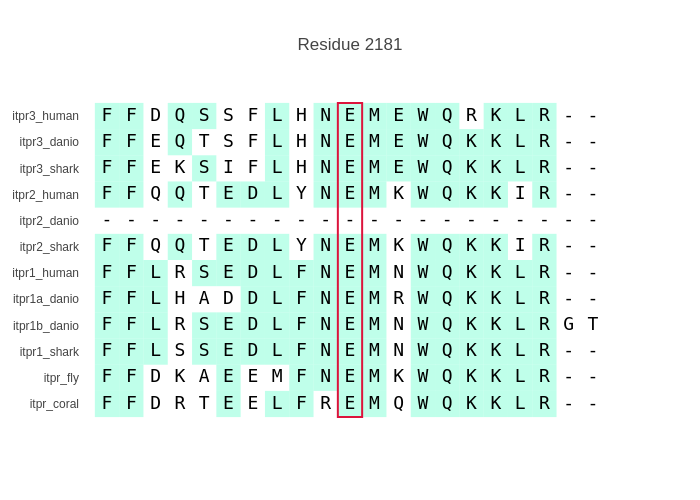 Residue 2181
itpr3_human F F D Q S S F L H N E M E W Q R K L R - -
itpr3_danio F F E Q T S F L H N E M E W Q K K L R - -
itpr3_shark F F E K S I F L H N E M E W Q K K L R - -
itpr2_human F F Q Q T E D L Y N E M K W Q K K I R - -
itpr2_danio - - - - - - - - - - - - - - - - - - - - -
itpr2_shark F F Q Q T E D L Y N E M K W Q K K I R - -
itpr1_human F F L R S E D L F N E M N W Q K K L R - -
itpr1a_danio F F L H A D D L F N E M R W Q K K L R - -
itpr1b_danio F F L R S E D L F N E M N W Q K K L R G T
itpr1_shark F F L S S E D L F N E M N W Q K K L R - -
itpr_fly F F D K A E E M F N E M K W Q K K L R - -
itpr_coral F F D R T E E L F R E M Q W Q K K L R - -